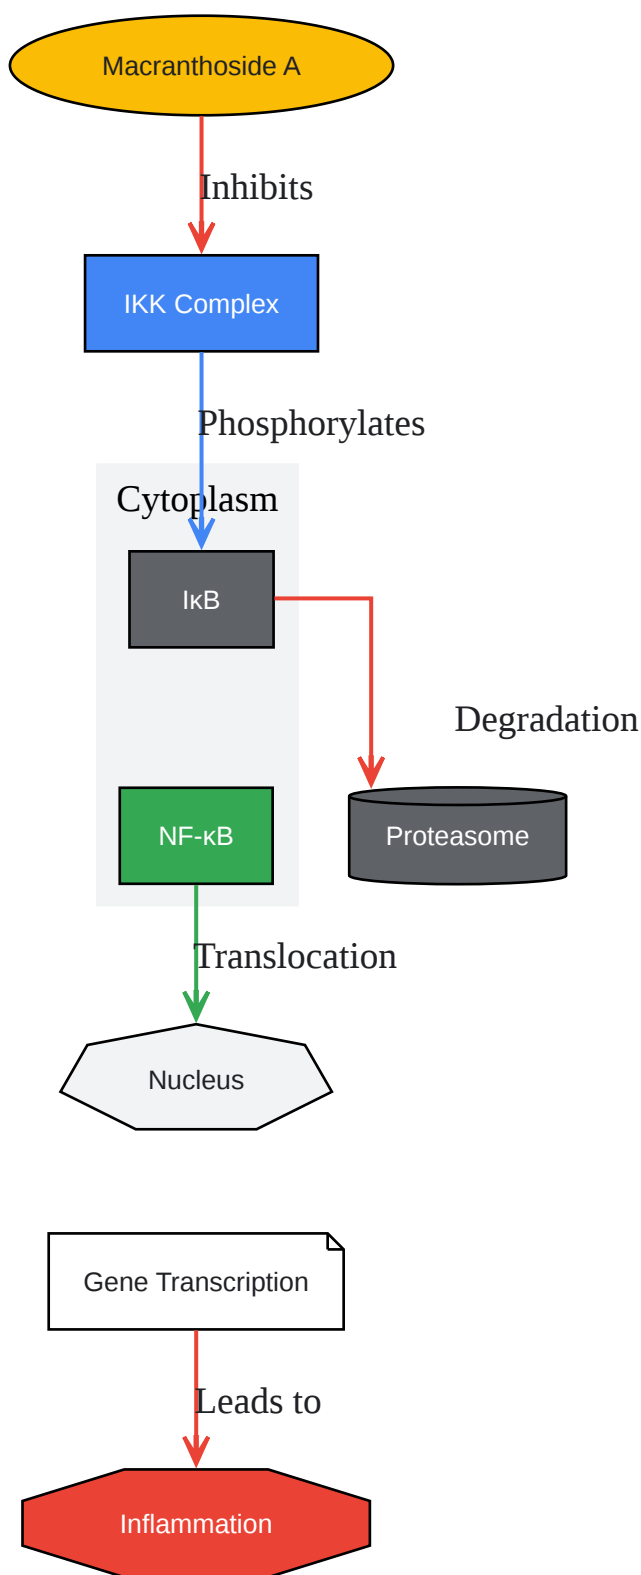 Macranthoside A
Inhibits
IKK Complex
Phosphorylates
Cytoplasm
IκB
Degradation
NF-κB
Proteasome
Translocation
Nucleus
Gene Transcription
Leads to
Inflammation